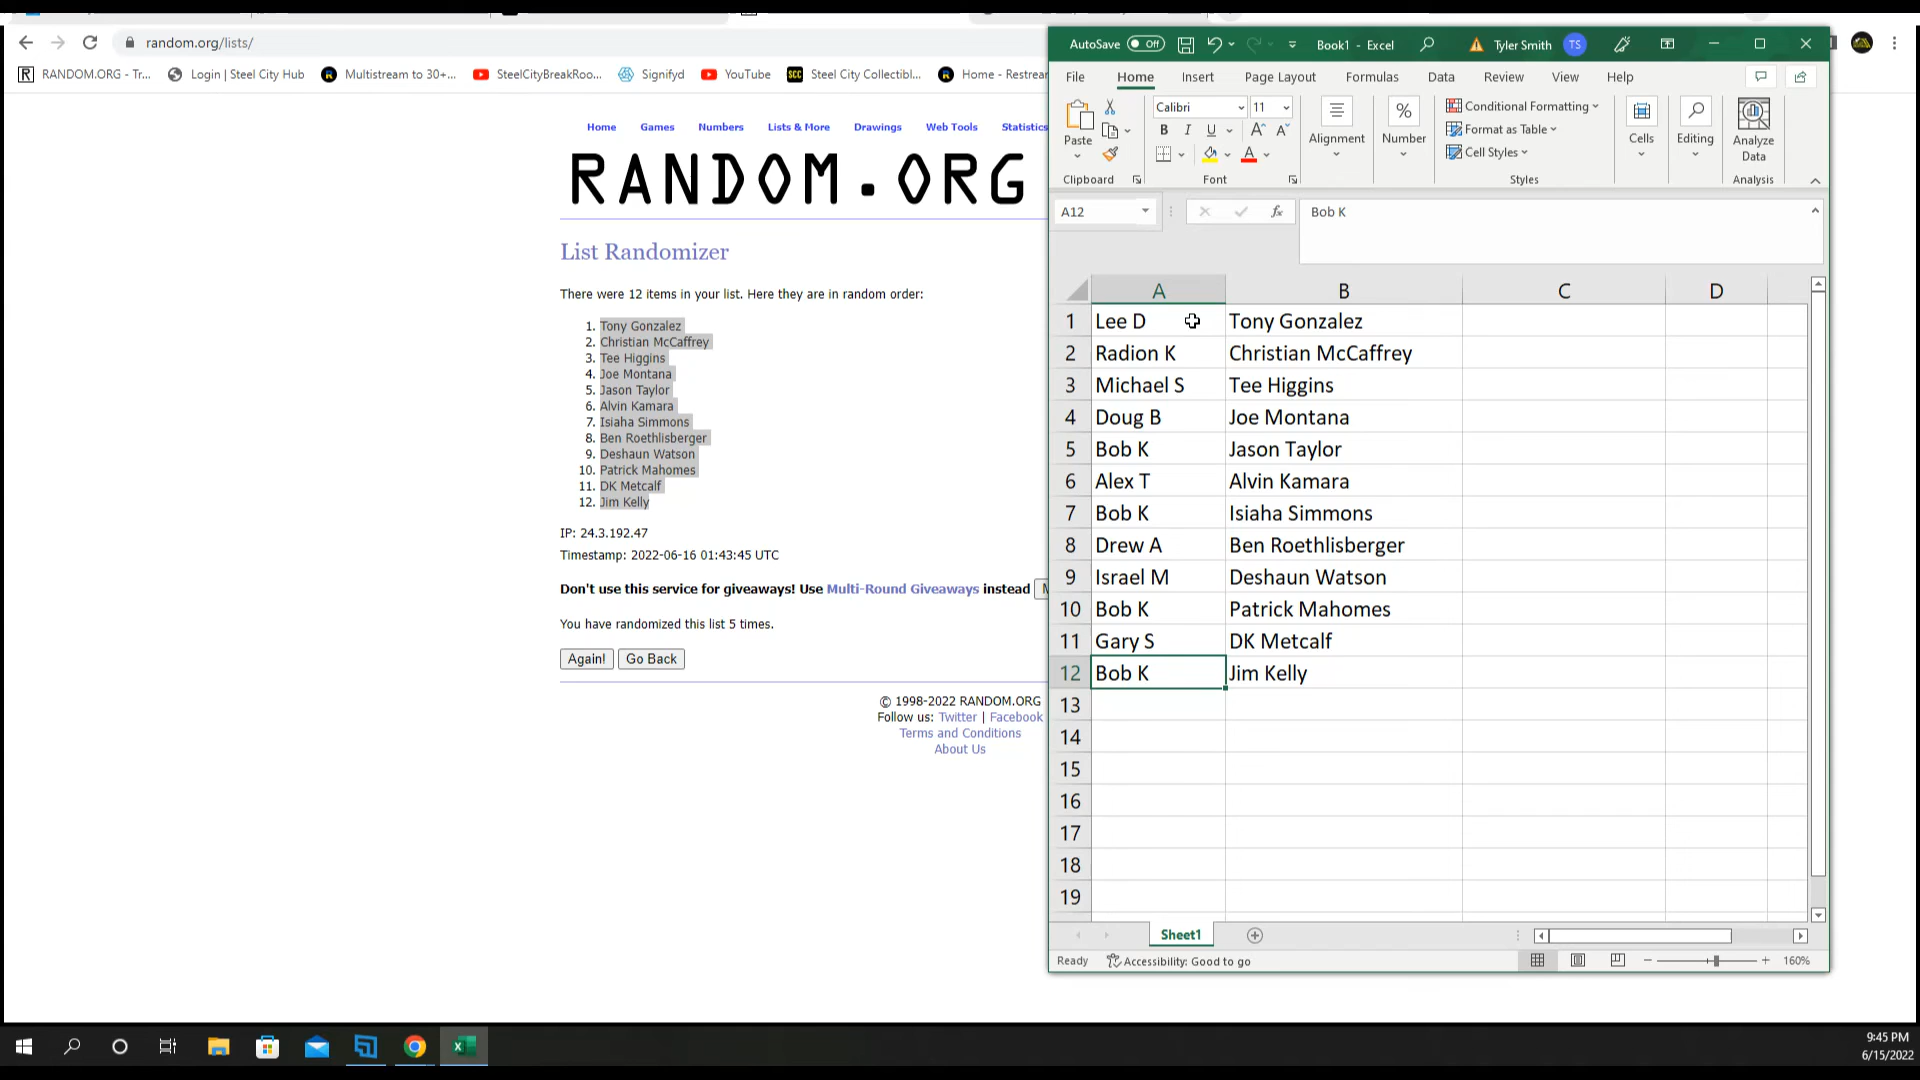 random.org/lists/
RANDOM.ORG - Tr...
Login | Steel City Hub
Multistream to 30+...
SteelCityBreakRoo...
Signifyd
YouTube
SCC Steel City Collectibl...
Home - Restrean
Home Games Numbers Lists & More Drawings Web Tools Statistics
RANDOM.ORG
List Randomizer
There were 12 items in your list. Here they are in random order:
1. Tony Gonzalez
2. Christian McCaffrey
3. Tee Higgins
4. Joe Montana
5. Jason Taylor
6. Alvin Kamara
7. Isiaha Simmons
8. Ben Roethlisberger
9. Deshaun Watson
10. Patrick Mahomes
11. DK Metcalf
12. Jim Kelly
IP: 24.3.192.47
Timestamp: 2022-06-16 01:43:45 UTC
Don't use this service for giveaways! Use Multi-Round Giveaways instead
You have randomized this list 5 times.
Again! Go Back
© 1998-2022 RANDOM.ORG
Follow us: Twitter | Facebook
Terms and Conditions
About Us
AutoSave Off Book1 - Excel Tyler Smith TS
File Home Insert Page Layout Formulas Data Review View Help
Paste
Clipboard
Calibri 11
B I U A A
A
Font
Alignment
%
Number
Conditional Formatting
Format as Table
Cell Styles
Styles
Cells
Editing
Analyze
Data
Analysis
A12 fx Bob K
A B C D
1 Lee D Tony Gonzalez
2 Radion K Christian McCaffrey
3 Michael S Tee Higgins
4 Doug B Joe Montana
5 Bob K Jason Taylor
6 Alex T Alvin Kamara
7 Bob K Isiaha Simmons
8 Drew A Ben Roethlisberger
9 Israel M Deshaun Watson
10 Bob K Patrick Mahomes
11 Gary S DK Metcalf
12 Bob K Jim Kelly
13
14
15
16
17
18
19
Sheet1
Ready Accessibility: Good to go 160%
9:45 PM
6/15/2022